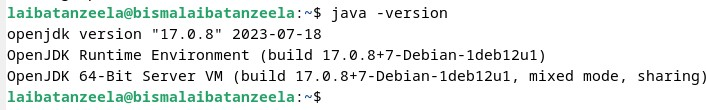 laibatanzeela@bismalaibatanzeela:~$ java -version
openjdk version "17.0.8" 2023-07-18
OpenJDK Runtime Environment (build 17.0.8+7-Debian-1deb12u1)
OpenJDK 64-Bit Server VM (build 17.0.8+7-Debian-1deb12u1, mixed mode, sharing)
laibatanzeela@bismalaibatanzeela:~$